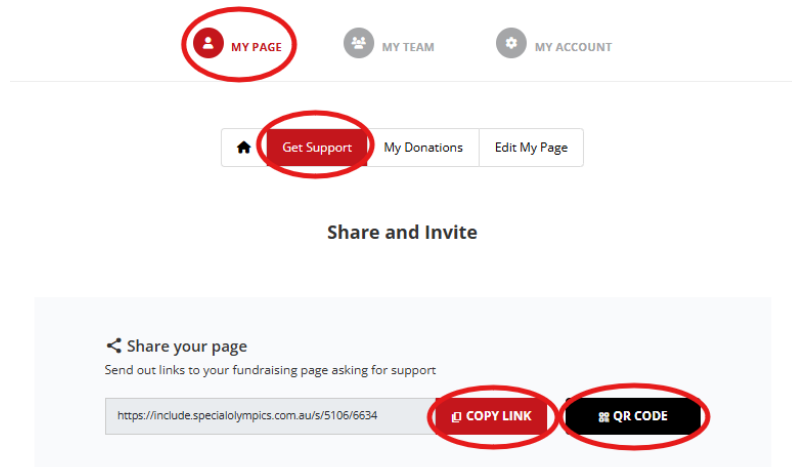 MY PAGE MY TEAM MY ACCOUNT
Get Support My Donations Edit My Page
Share and Invite
Share your page
Send out links to your fundraising page asking for support
https://include.specialolympics.com.au/s/5106/6634 COPY LINK QR CODE